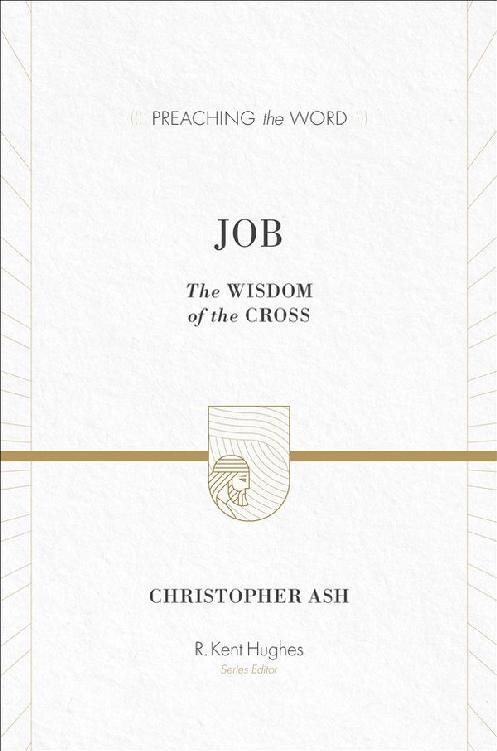 PREACHING the WORD
JOB
The WISDOM
of the CROSS
CHRISTOPHER ASH
R. Kent Hughes
Series Editor